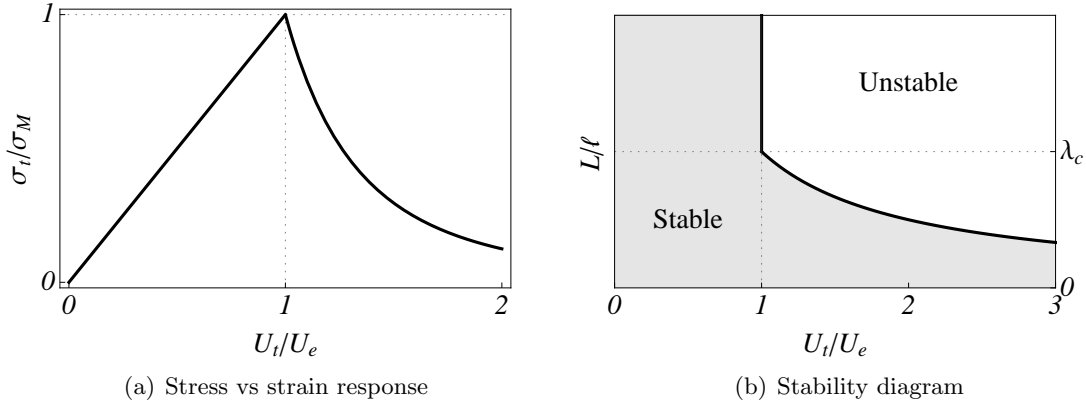 1
σt/σM
0
0 1 2
Ut/Ue
(a) Stress vs strain response
Unstable
L/ℓ
λc
Stable
0
0 1 2 3
Ut/Ue
(b) Stability diagram